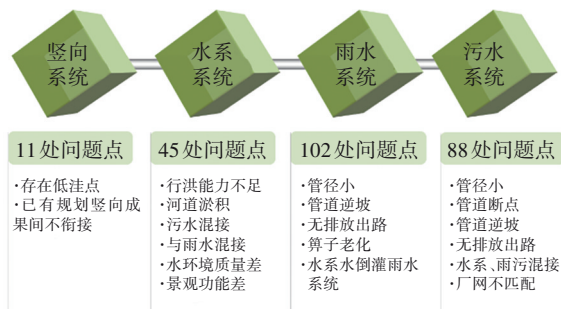 竖向
系统
水系
系统
雨水
系统
污水
系统
11处问题点
·存在低洼点
·已有规划竖向成
果间不衔接
45处问题点
·行洪能力不足
·河道淤积
·污水混接
·与雨水混接
·水环境质量差
·景观功能差
102处问题点
·管径小
·管道逆坡
·无排放出路
·箅子老化
·水系水倒灌雨水
系统
88处问题点
·管径小
·管道断点
·管道逆坡
·无排放出路
·水系、雨污混接
·厂网不匹配